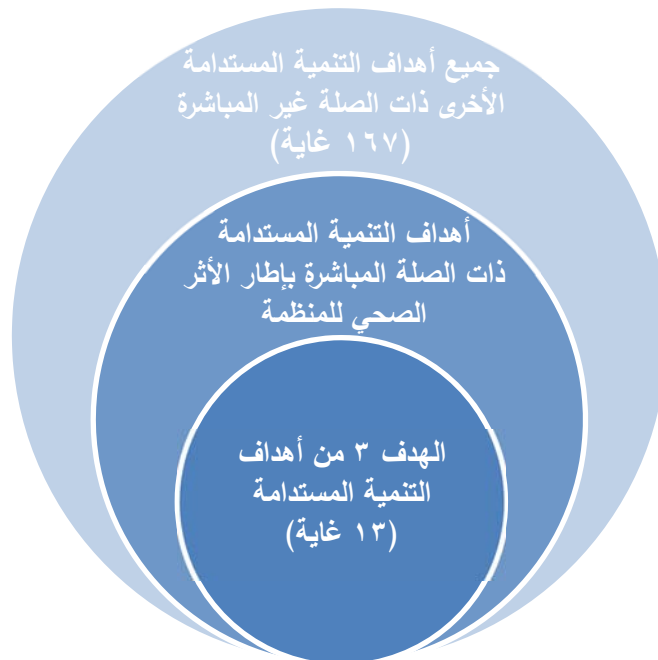 جميع أهداف التنمية المستدامة
الأخرى ذات الصلة غير المباشرة
(١٦٧ غاية)
أهداف التنمية المستدامة
ذات الصلة المباشرة بإطار الأثر
الصحي للمنظمة
الهدف ٣ من أهداف
التنمية المستدامة
(١٣ غاية)